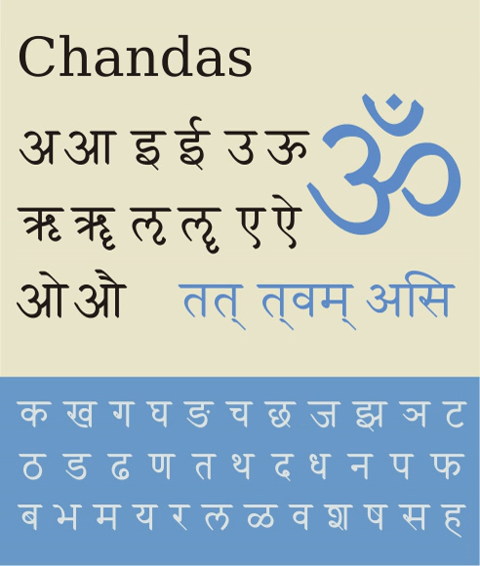 Chandas
अ आ इ ई उ ऊ
ॐ
ऋ ॠ ऌ ॡ ए ऐ
ओ औ
तत् त्वम् असि
क ख ग घ ङ च छ ज झ ञ ट
ठ ड ढ ण त थ द ध न प फ
ब भ म य र ल ळ व श ष स ह